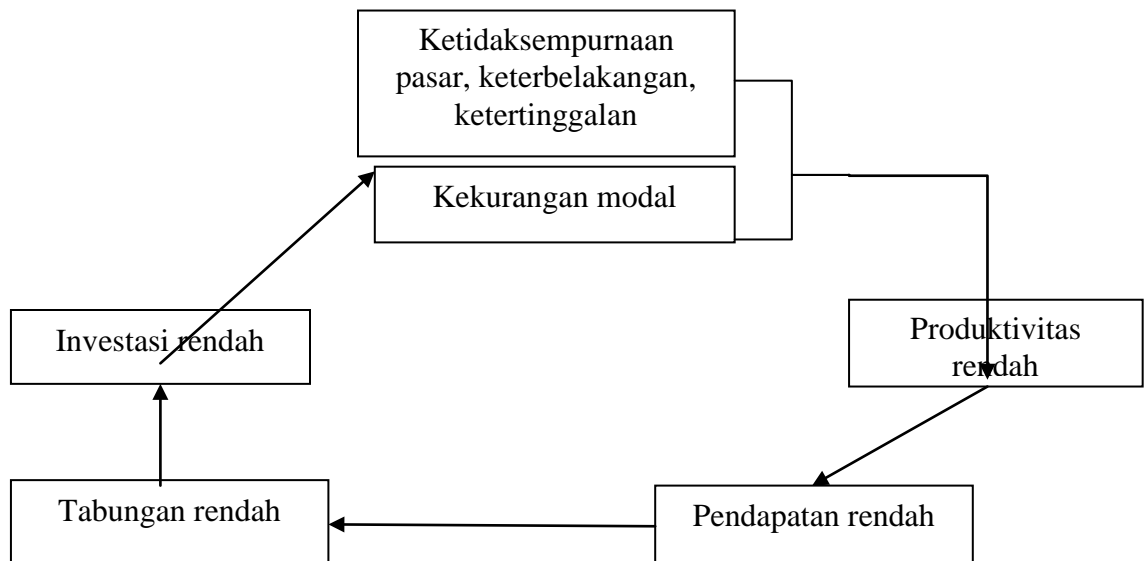 Ketidaksempurnaan
pasar, keterbelakangan,
ketertinggalan
Kekurangan modal
Investasi rendah
Produktivitas
rendah
Tabungan rendah
Pendapatan rendah